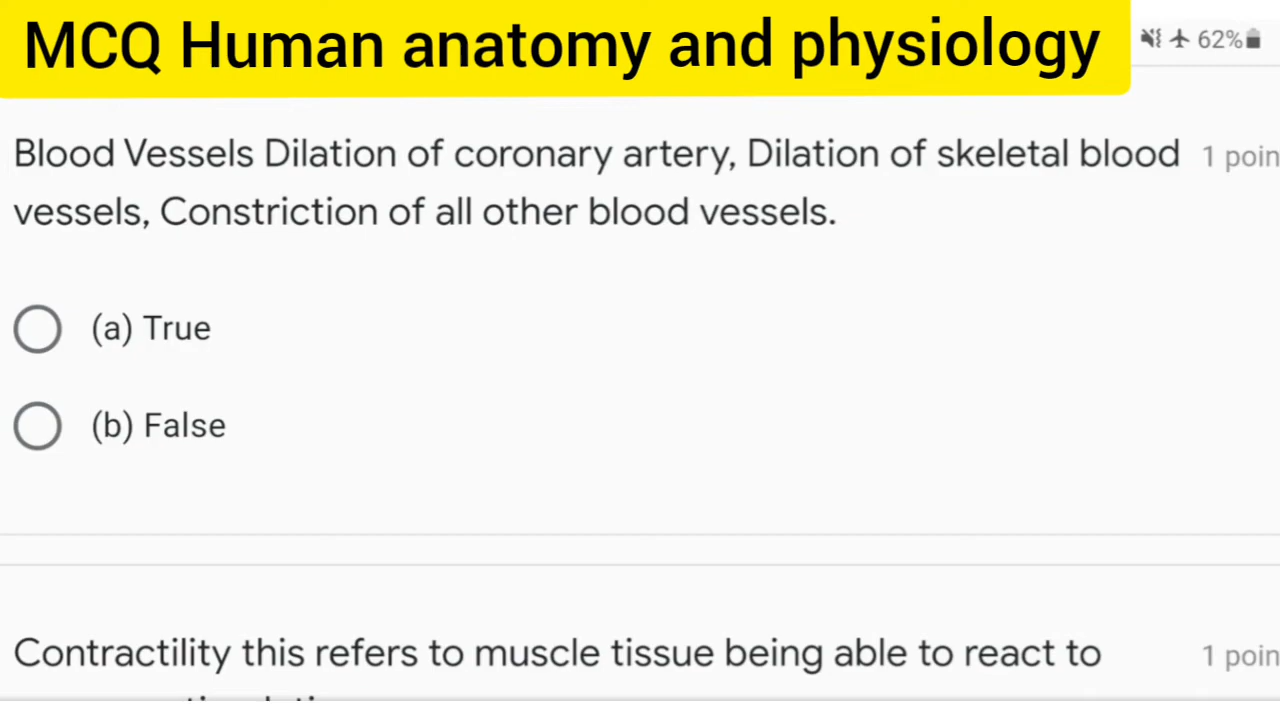 MCQ Human anatomy and physiology
62%
Blood Vessels Dilation of coronary artery, Dilation of skeletal blood 1 poin
vessels, Constriction of all other blood vessels.
(a) True
(b) False
Contractility this refers to muscle tissue being able to react to 1 poin